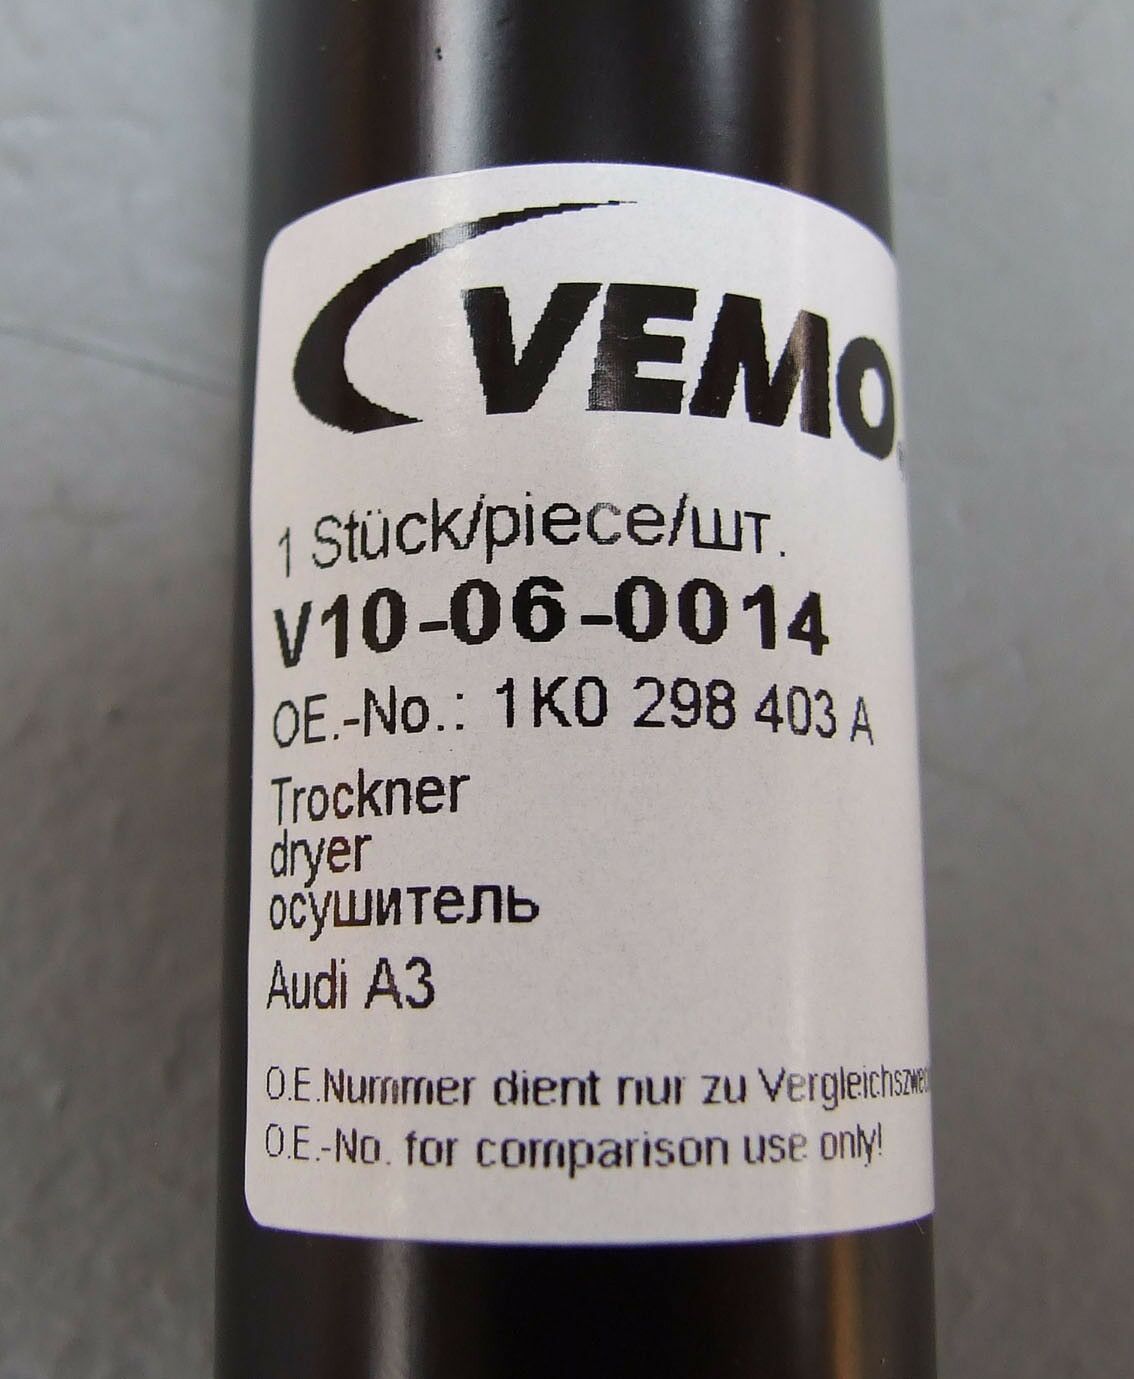 VEMO
1 Stück/piece/шт.
V10-06-0014
OE.-No.: 1K0 298 403 A
Trockner
dryer
осушитель
Audi A3
O.E.Nummer dient nur zu
O.E.-No. for comparison use only!